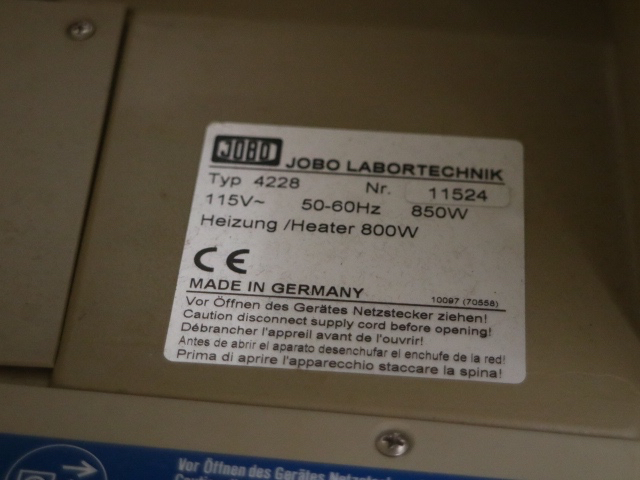 JOBO JOBO LABORTECHNIK
Typ 4228 Nr. 11524
115V~ 50-60Hz 850W
Heizung /Heater 800W
CE
MADE IN GERMANY 10097 (70558)
Vor Öffnen des Gerätes Netzstecker ziehen!
Caution disconnect supply cord before opening!
Débrancher l'appreil avant de l'ouvrir!
Antes de abrir el aparato desenchufar el enchufe de la red!
Prima di aprire l'apparecchio staccare la spina!
Vor Öffnen des Gerätes